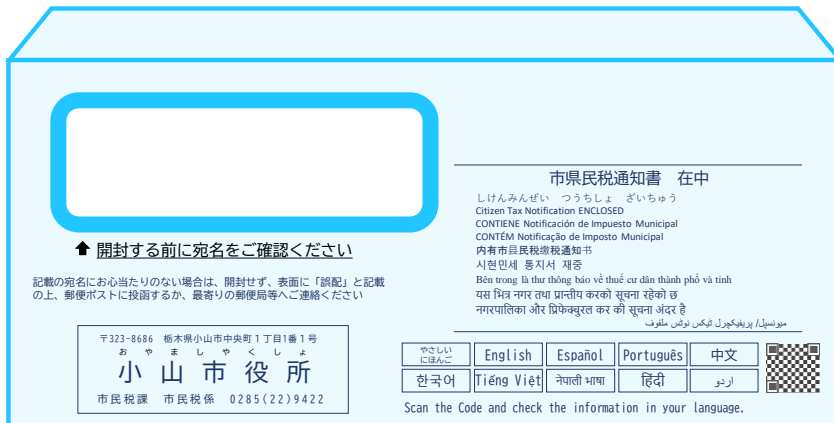 ⬆ 開封する前に宛名をご確認ください
記載の宛名にお心当たりのない場合は、開封せず、表面に「誤配」と記載
の上、郵便ポストに投函するか、最寄りの郵便局等へご連絡ください
〒323-8686 栃木県小山市中央町1丁目1番1号
おやましやくしょ
小山市役所
市民税課 市民税係 0285(22)9422
市県民税通知書 在中
しけんみんぜい つうちしょ ざいちゅう
Citizen Tax Notification ENCLOSED
CONTIENE Notificación de Impuesto Municipal
CONTÉM Notificação de Imposto Municipal
内有市县民税缴税通知书
시현민세 통지서 재중
Bên trong là thư thông báo về thuế cư dân thành phố và tỉnh
यस भित्र नगर तथा प्रान्तीय करको सूचना रहेको छ
नगरपालिका और प्रिफेक्चुरल कर की सूचना अंदर है
میونسپل/ پریفیکچرل ٹیکس نوٹس ملفوف
やさしい
にほんご
English
Español
Português
中文
한국어
Tiếng Việt
नेपाली भाषा
हिंदी
اردو
Scan the Code and check the information in your language.